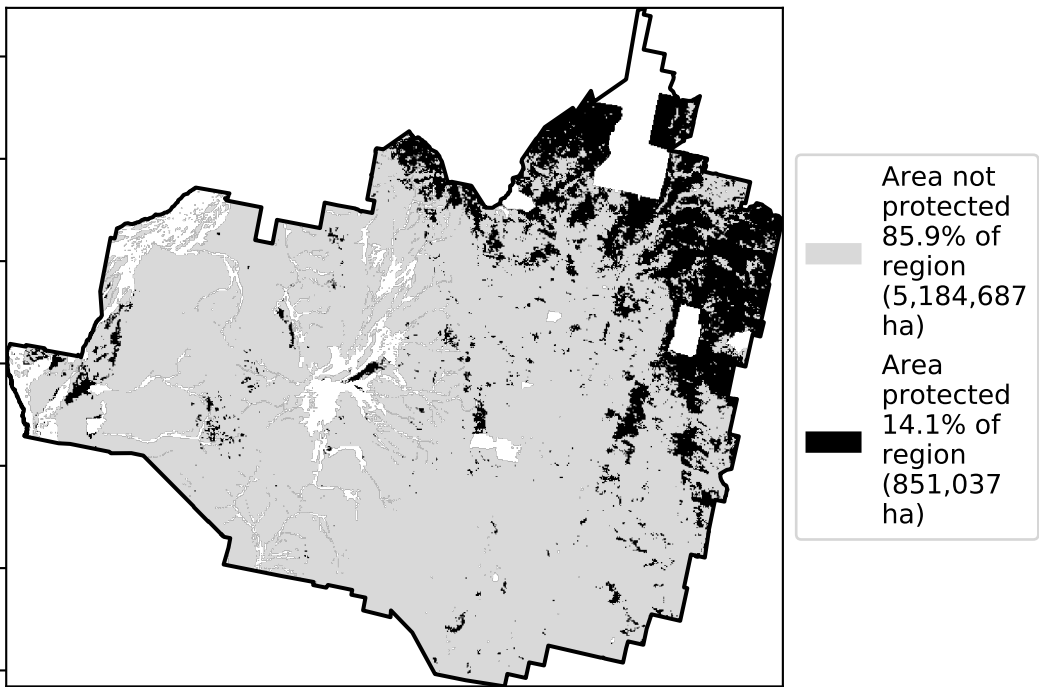 Area not
protected
85.9% of
region
(5,184,687
ha)
Area
protected
14.1% of
region
(851,037
ha)